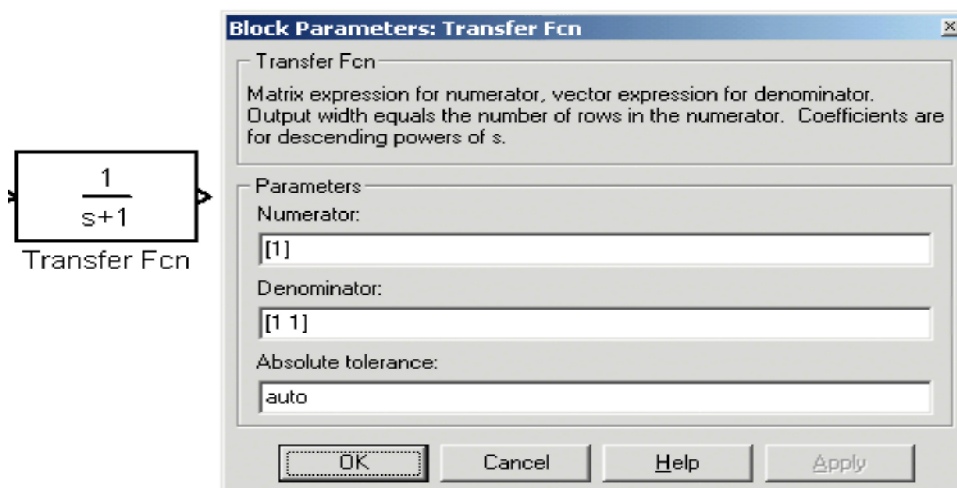 1
s+1
Transfer Fcn
Block Parameters: Transfer Fcn
Transfer Fcn
Matrix expression for numerator, vector expression for denominator.
Output width equals the number of rows in the numerator.  Coefficients are
for descending powers of s.
Parameters
Numerator:
[1]
Denominator:
[1 1]
Absolute tolerance:
auto
OK
Cancel
Help
Apply